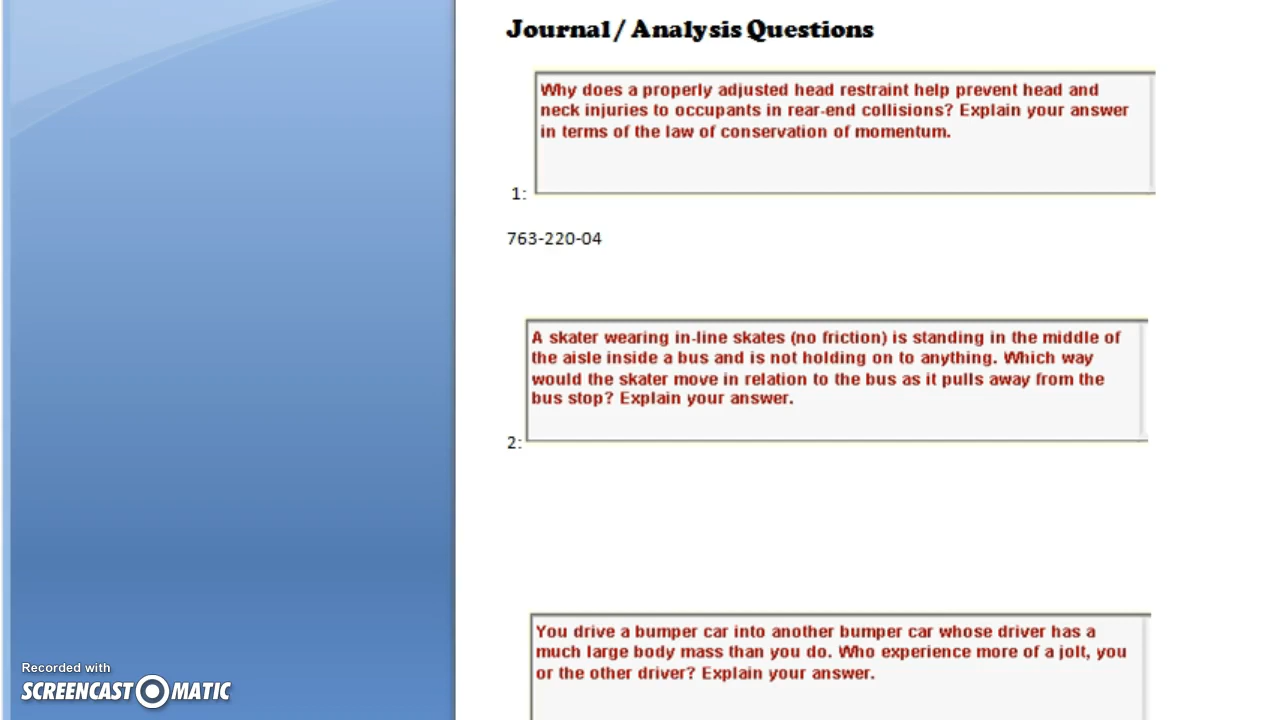 Journal / Analysis Questions
Why does a properly adjusted head restraint help prevent head and
neck injuries to occupants in rear-end collisions? Explain your answer
in terms of the law of conservation of momentum.
1:
763-220-04
A skater wearing in-line skates (no friction) is standing in the middle of
the aisle inside a bus and is not holding on to anything. Which way
would the skater move in relation to the bus as it pulls away from the
bus stop? Explain your answer.
2:
You drive a bumper car into another bumper car whose driver has a
much large body mass than you do. Who experience more of a jolt, you
or the other driver? Explain your answer.
Recorded with
SCREENCAST MATIC